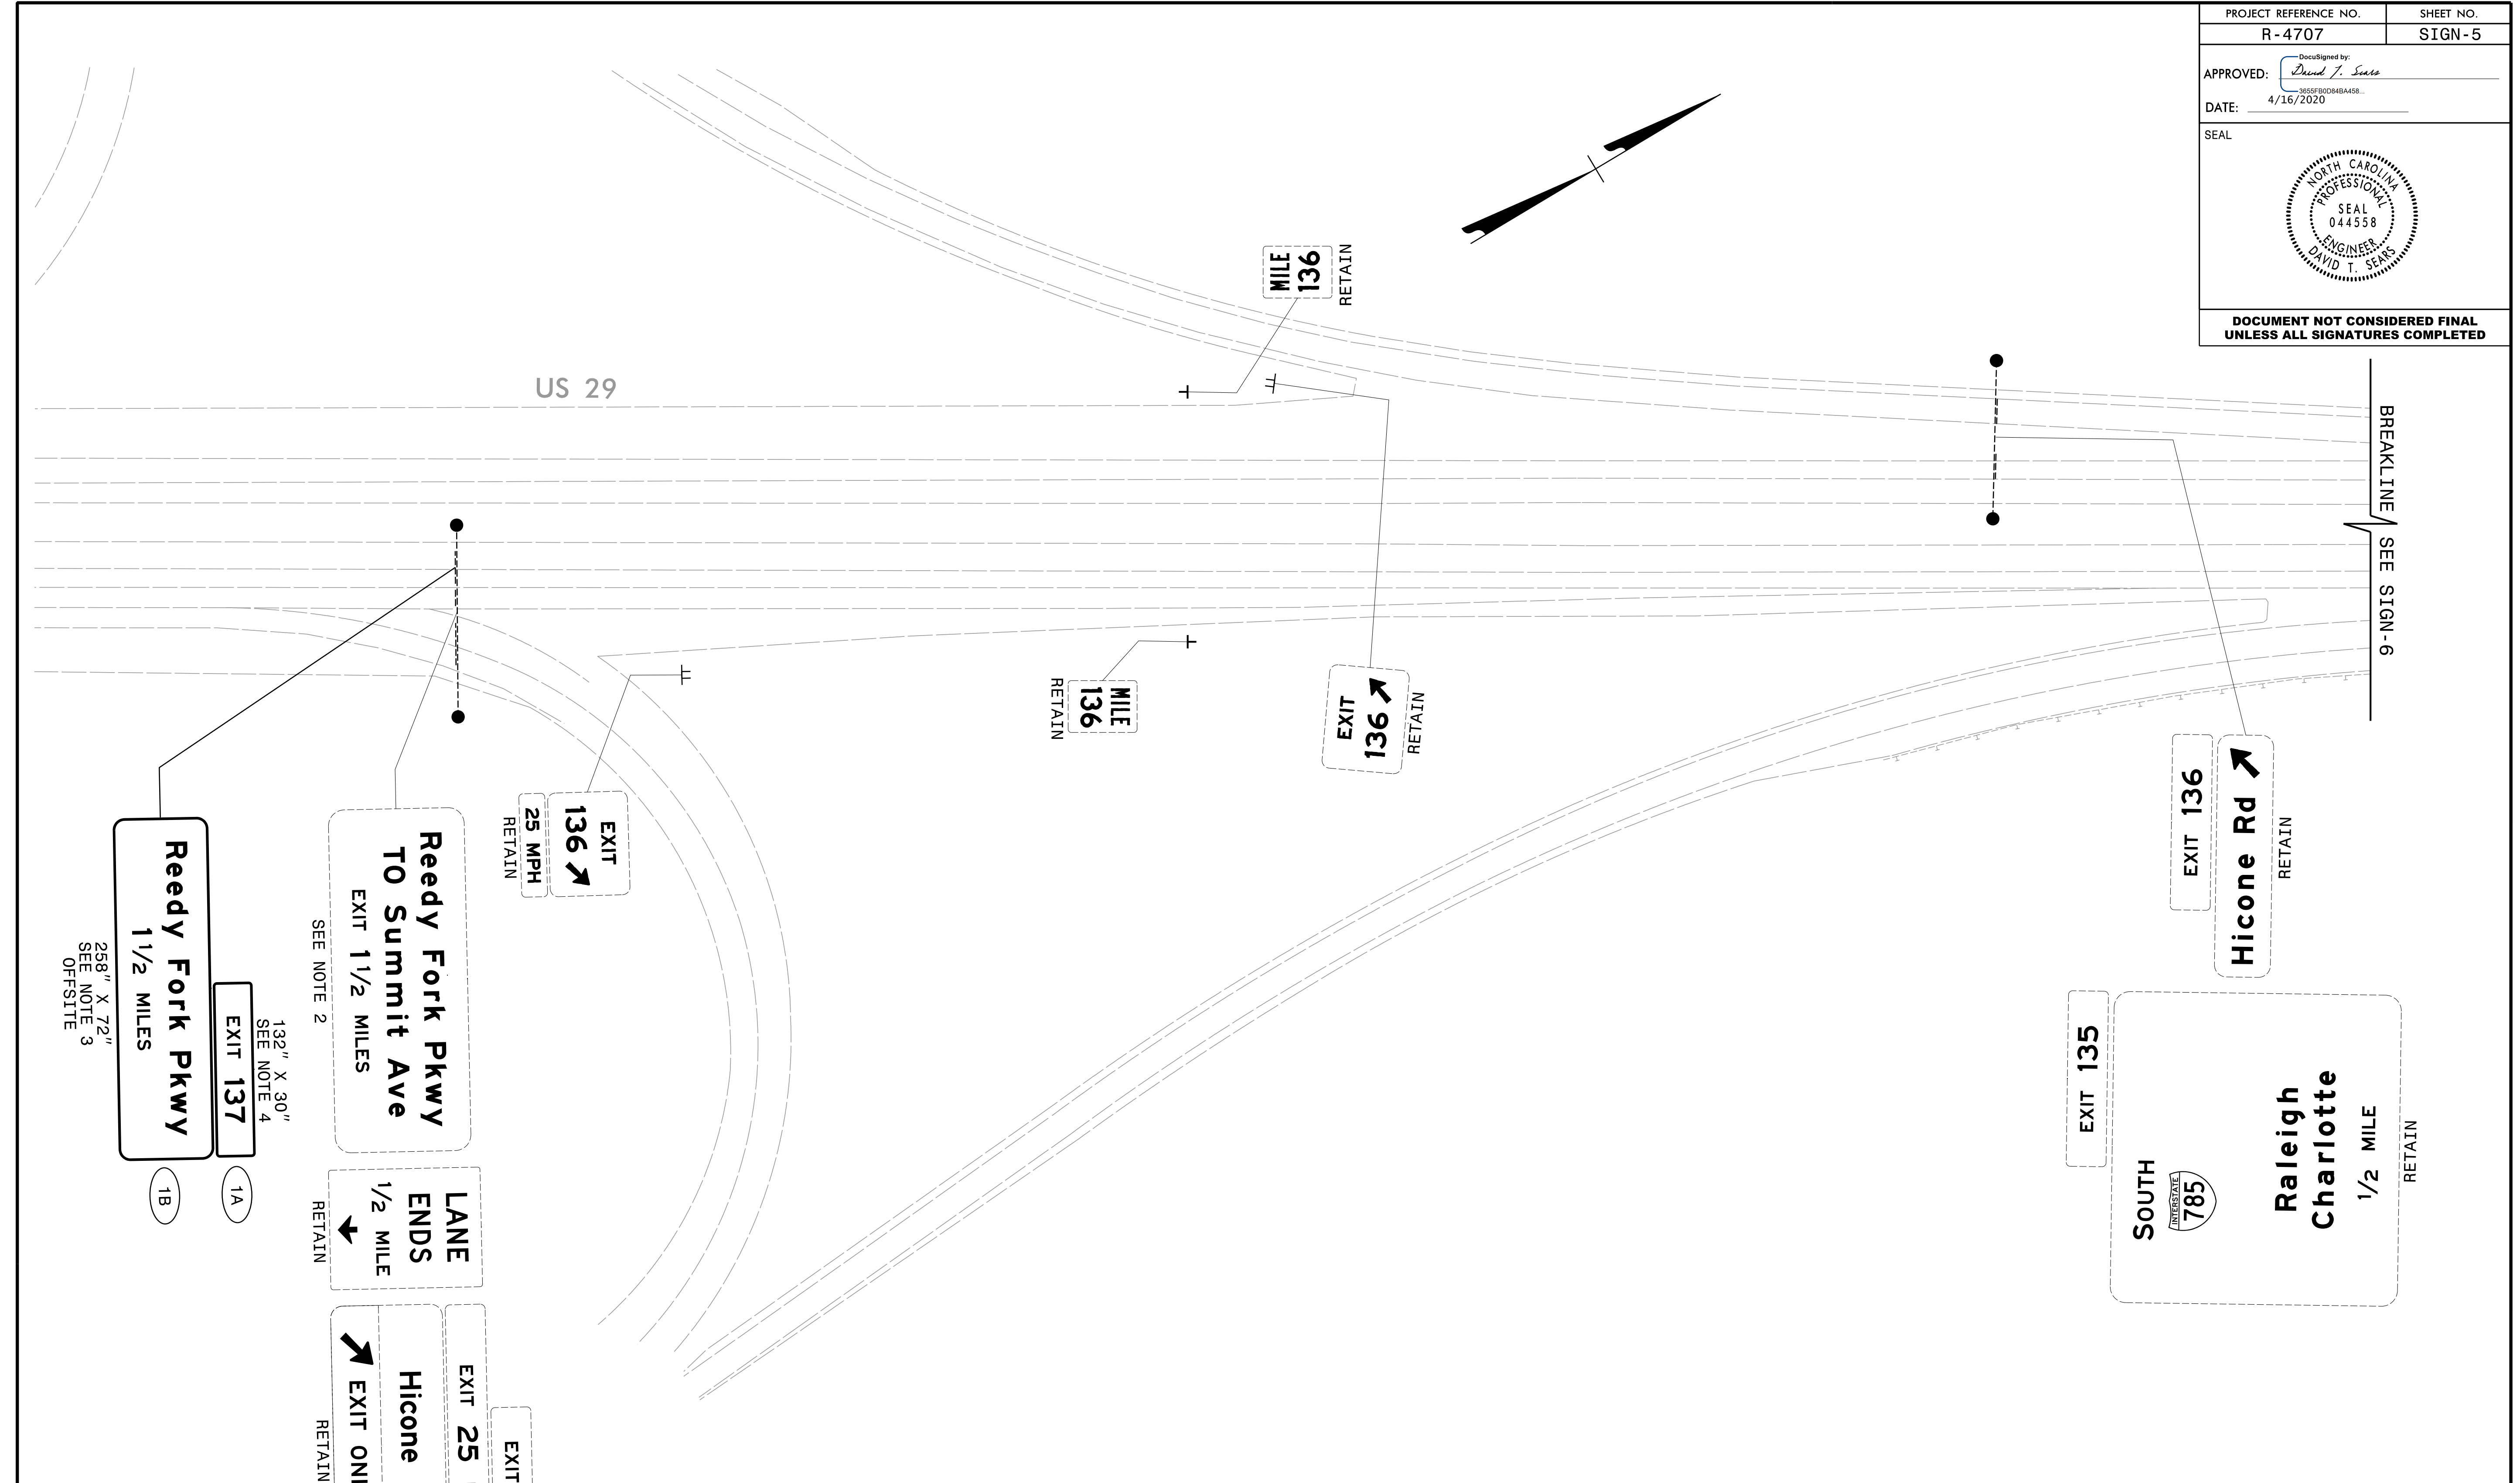 PROJECT REFERENCE NO.
SHEET NO.
R-4707
SIGN-5
DocuSigned by:
APPROVED:
David T. Sears
3655FB0D84BA458...
DATE:
4/16/2020
SEAL
NORTH CAROLINA
PROFESSIONAL
SEAL
044558
ENGINEER
DAVID T. SEARS
DOCUMENT NOT CONSIDERED FINAL
UNLESS ALL SIGNATURES COMPLETED
MILE
136
RETAIN
US 29
BREAKLINE SEE SIGN-6
MILE
136
RETAIN
EXIT
136
RETAIN
EXIT
136
25 MPH
RETAIN
EXIT 136
Hicone Rd
RETAIN
EXIT 135
SOUTH
INTERSTATE
785
Raleigh
Charlotte
1/2 MILE
RETAIN
132" X 30"
SEE NOTE 4
EXIT 137
1A
Reedy Fork Pkwy
1 1/2 MILES
258" X 72"
SEE NOTE 3
OFFSITE
1B
Reedy Fork Pkwy
TO Summit Ave
EXIT 1 1/2 MILES
SEE NOTE 2
LANE
ENDS
1/2 MILE
RETAIN
EXIT
EXIT 25
Hicone
EXIT ONL
RETAIN